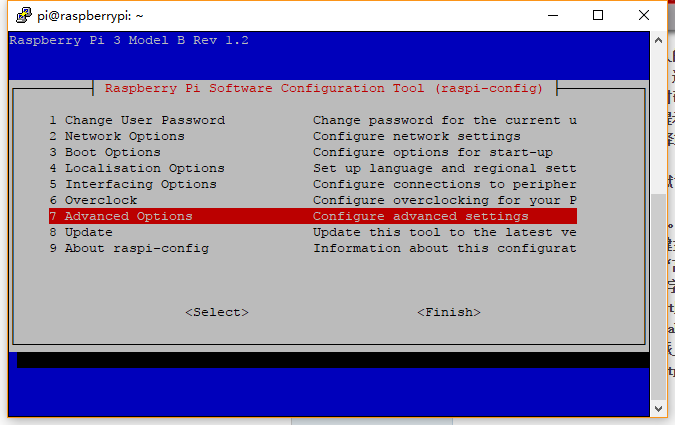 pi@raspberrypi: ~
Raspberry Pi 3 Model B Rev 1.2
Raspberry Pi Software Configuration Tool (raspi-config)
1 Change User Password Change password for the current u
2 Network Options Configure network settings
3 Boot Options Configure options for start-up
4 Localisation Options Set up language and regional sett
5 Interfacing Options Configure connections to peripher
6 Overclock Configure overclocking for your P
7 Advanced Options Configure advanced settings
8 Update Update this tool to the latest ve
9 About raspi-config Information about this configurat
<Select> <Finish>